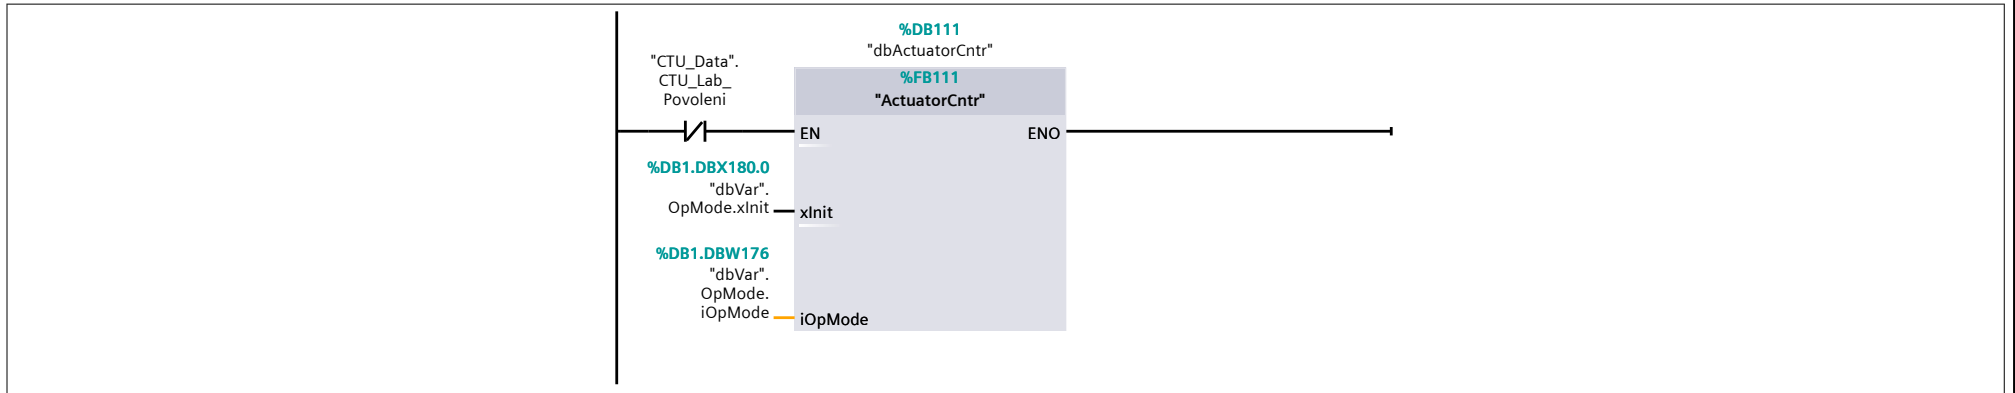 %DB111
"dbActuatorCntr"
"CTU_Data".
CTU_Lab_
Povoleni
%FB111
"ActuatorCntr"
EN
ENO
%DB1.DBX180.0
"dbVar".
OpMode.xInit
xInit
%DB1.DBW176
"dbVar".
OpMode.
iOpMode
iOpMode